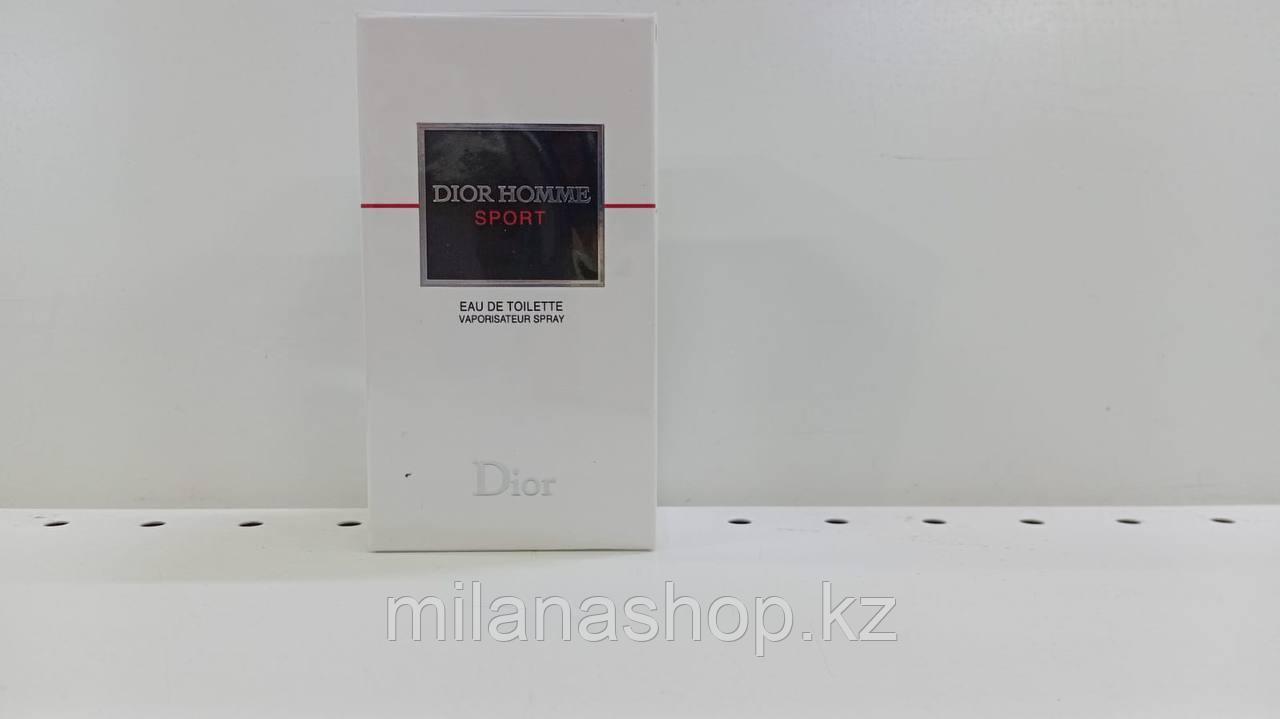 DIOR HOMME
SPORT
EAU DE TOILETTE
VAPORISATEUR SPRAY
Dior
milanashop.kz